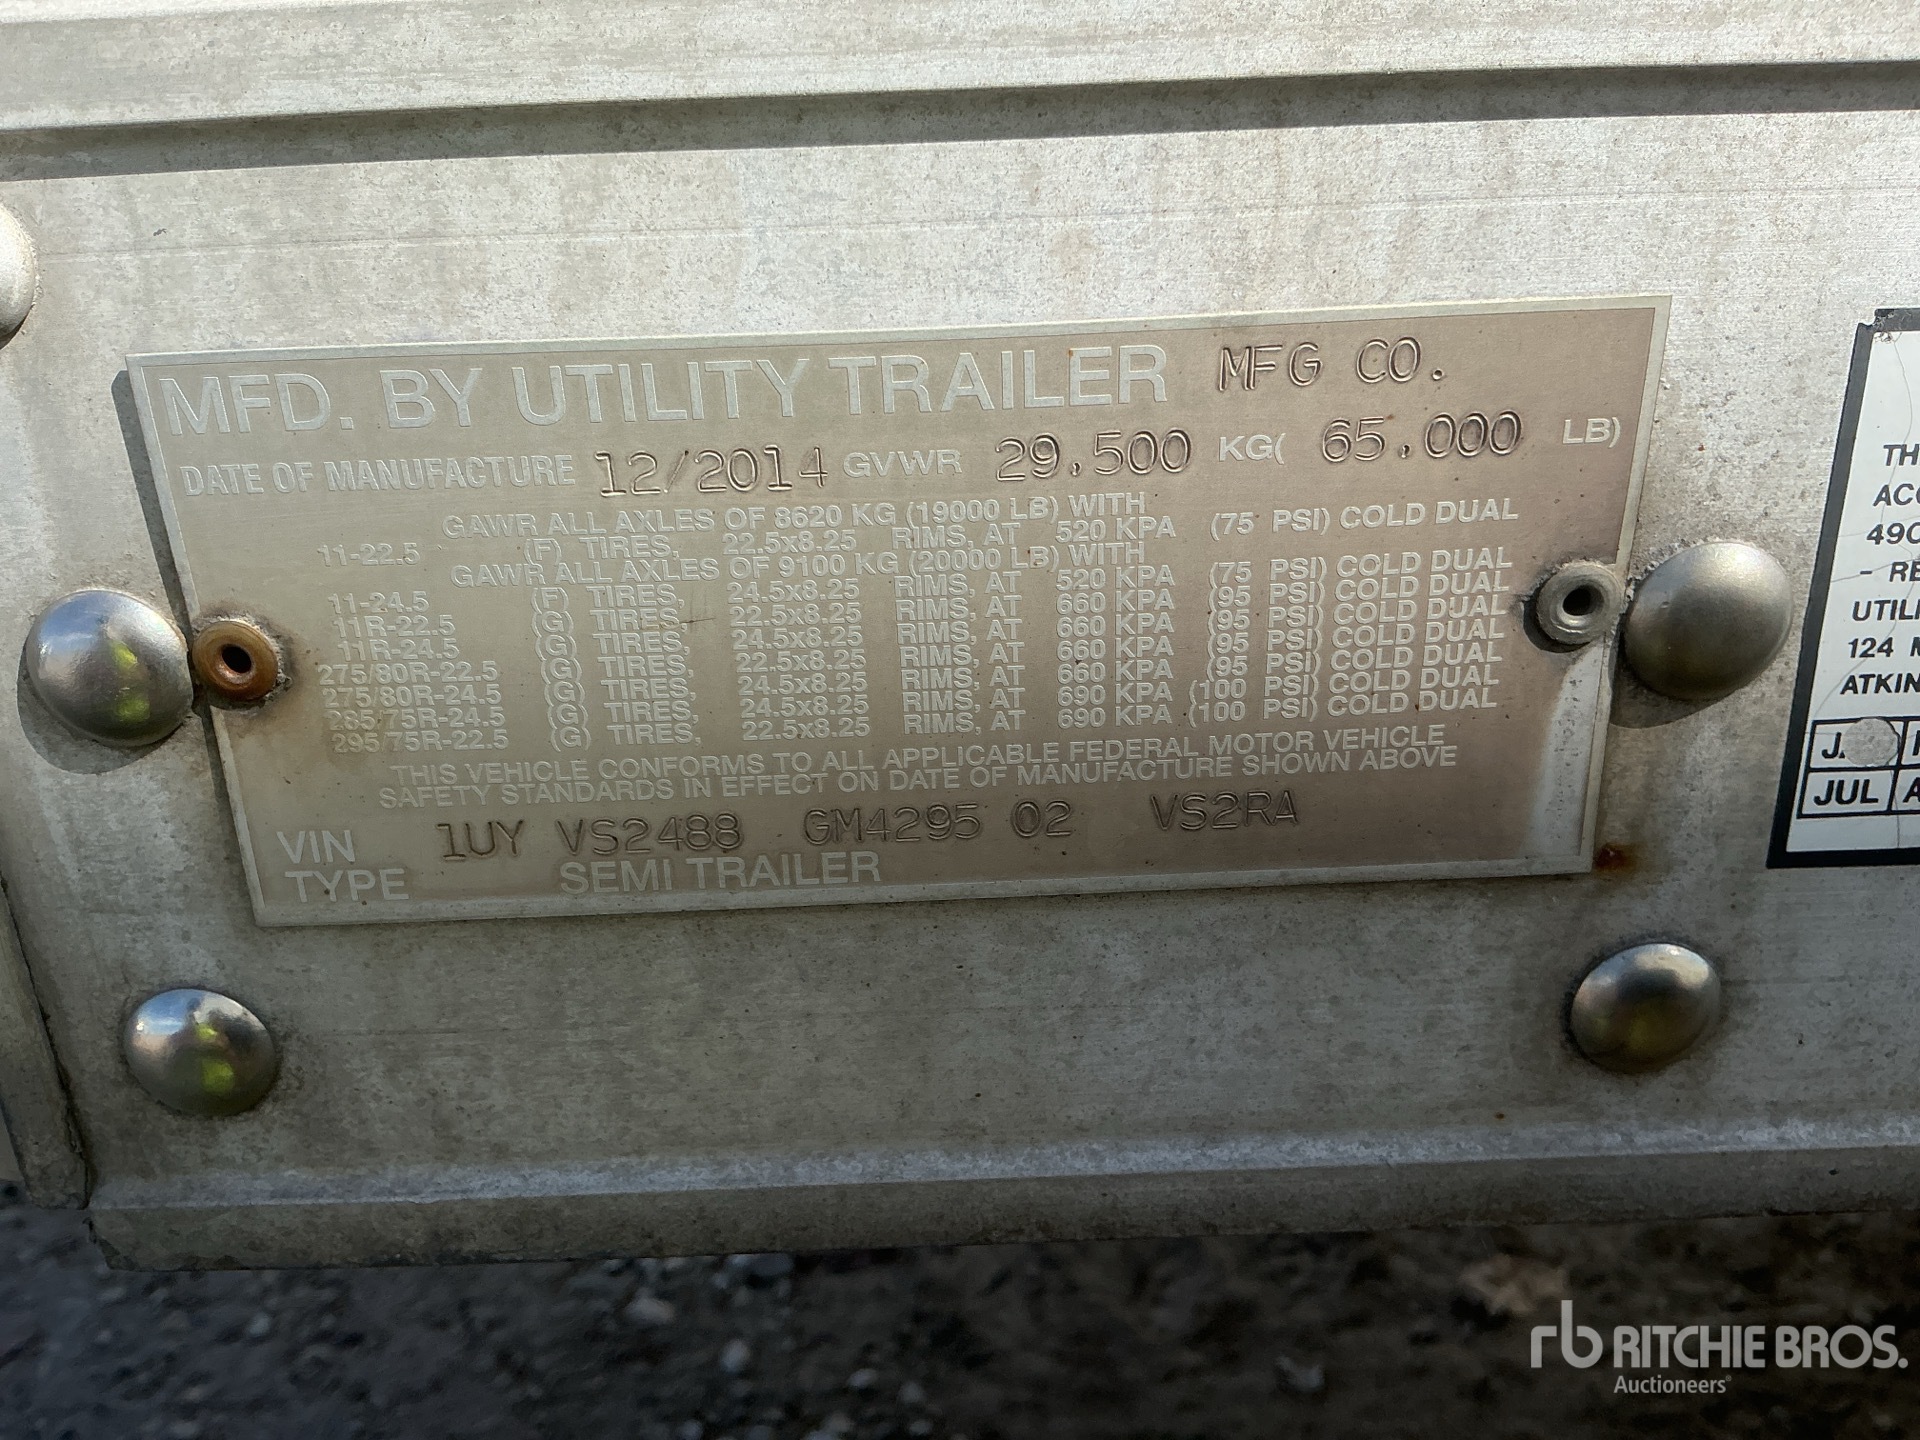 MFD. BY UTILITY TRAILER MFG CO.
DATE OF MANUFACTURE 12/2014 GVWR 29,500 KG( 65,000 LB)
GAWR ALL AXLES OF 8620 KG (19000 LB) WITH
11-22.5 (F) TIRES, 22.5x8.25 RIMS, AT 520 KPA (75 PSI) COLD DUAL
GAWR ALL AXLES OF 9100 KG (20000 LB) WITH
11-24.5 (F) TIRES, 24.5x8.25 RIMS, AT 520 KPA (75 PSI) COLD DUAL
11R-22.5 (G) TIRES, 22.5x8.25 RIMS, AT 660 KPA (95 PSI) COLD DUAL
11R-24.5 (G) TIRES, 24.5x8.25 RIMS, AT 660 KPA (95 PSI) COLD DUAL
275/80R-22.5 (G) TIRES, 22.5x8.25 RIMS, AT 660 KPA (95 PSI) COLD DUAL
275/80R-24.5 (G) TIRES, 24.5x8.25 RIMS, AT 660 KPA (95 PSI) COLD DUAL
285/75R-24.5 (G) TIRES, 24.5x8.25 RIMS, AT 690 KPA (100 PSI) COLD DUAL
295/75R-22.5 (G) TIRES, 22.5x8.25 RIMS, AT 690 KPA (100 PSI) COLD DUAL
THIS VEHICLE CONFORMS TO ALL APPLICABLE FEDERAL MOTOR VEHICLE
SAFETY STANDARDS IN EFFECT ON DATE OF MANUFACTURE SHOWN ABOVE
VIN 1UY VS2488 GM4295 02 VS2RA
TYPE SEMI TRAILER
TH
ACC
490
- RE
UTILI
124 M
ATKIN
JUL A
rb RITCHIE BROS.
Auctioneers